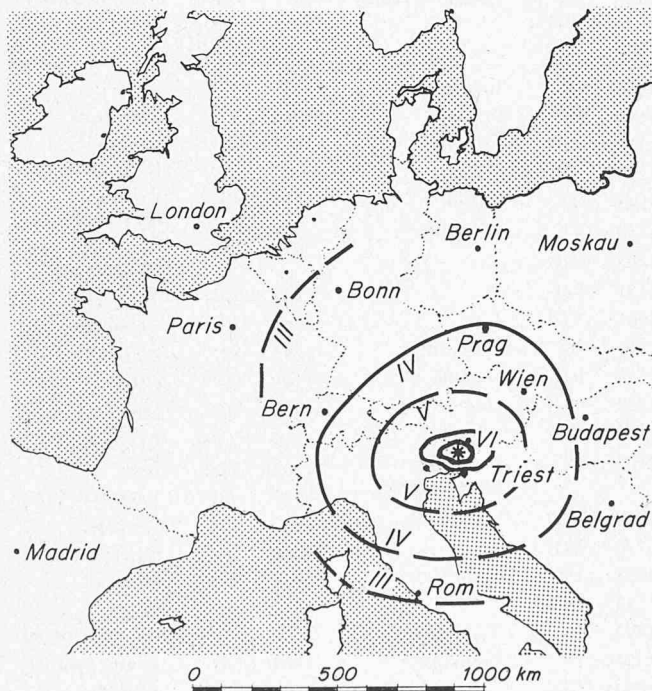 London
Berlin
Moskau
Bonn
Paris
III
Prag
IV
Wien
Bern
V
VI
Budapest
Triest
V
Belgrad
IV
Madrid
III
Rom
0 500 1000 km